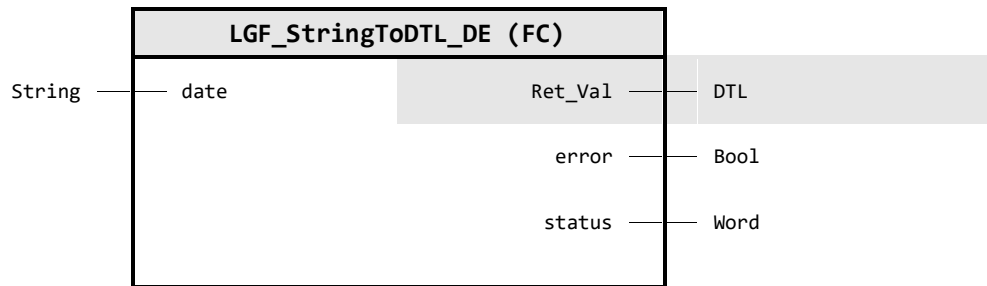 LGF_StringToDTL_DE (FC)
String date Ret_Val DTL
error Bool
status Word